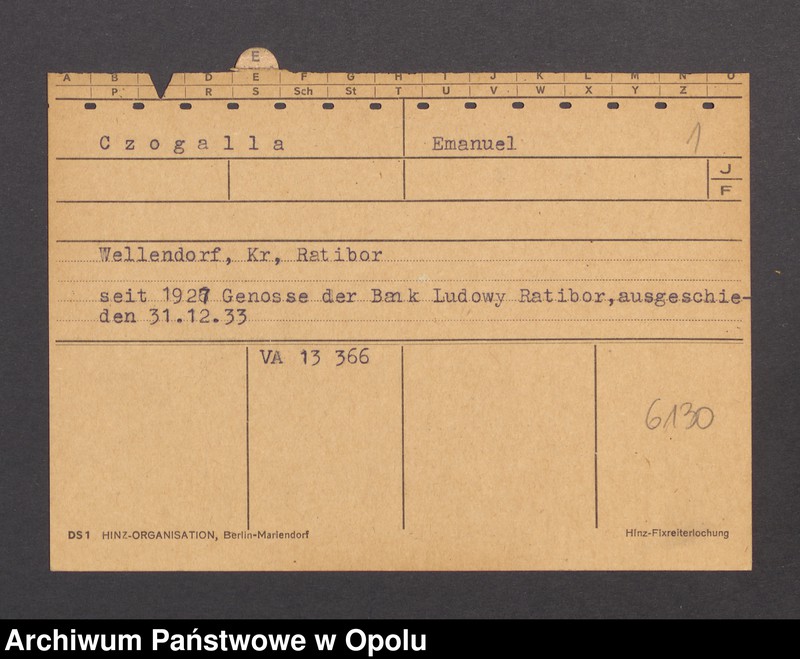 E
A B D E F G H I J K L M N O
P R S Sch St T U V W X Y Z
C z o g a l l a Emanuel 1
J
F
Wellendorf, Kr, Ratibor
seit 1927 Genosse der Bank Ludowy Ratibor,ausgeschie-
den 31.12.33
VA 13 366
6130
DS1 HINZ-ORGANISATION, Berlin-Mariendorf Hinz-Fixreiterlochung
Archiwum Państwowe w Opolu